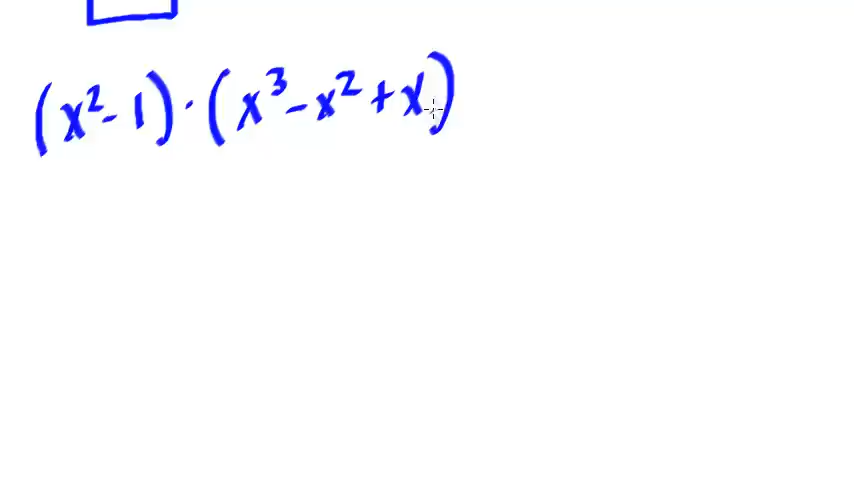 (x² - 1) · (x³ - x² + x)